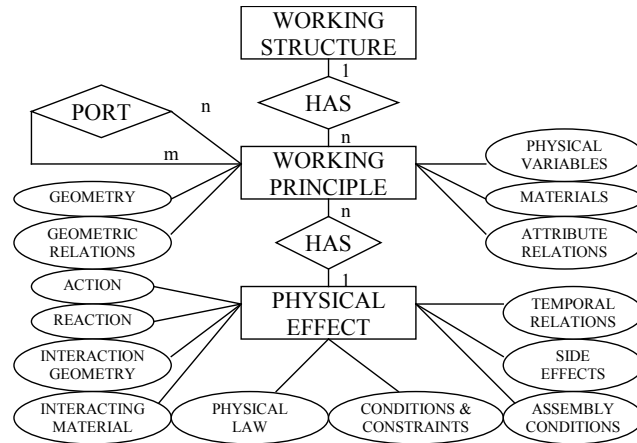 WORKING
STRUCTURE
1
HAS
PORT
n
m
n
WORKING
PRINCIPLE
PHYSICAL
VARIABLES
GEOMETRY
MATERIALS
GEOMETRIC
RELATIONS
ATTRIBUTE
RELATIONS
n
HAS
1
ACTION
PHYSICAL
EFFECT
REACTION
TEMPORAL
RELATIONS
INTERACTION
GEOMETRY
SIDE
EFFECTS
INTERACTING
MATERIAL
PHYSICAL
LAW
CONDITIONS &
CONSTRAINTS
ASSEMBLY
CONDITIONS